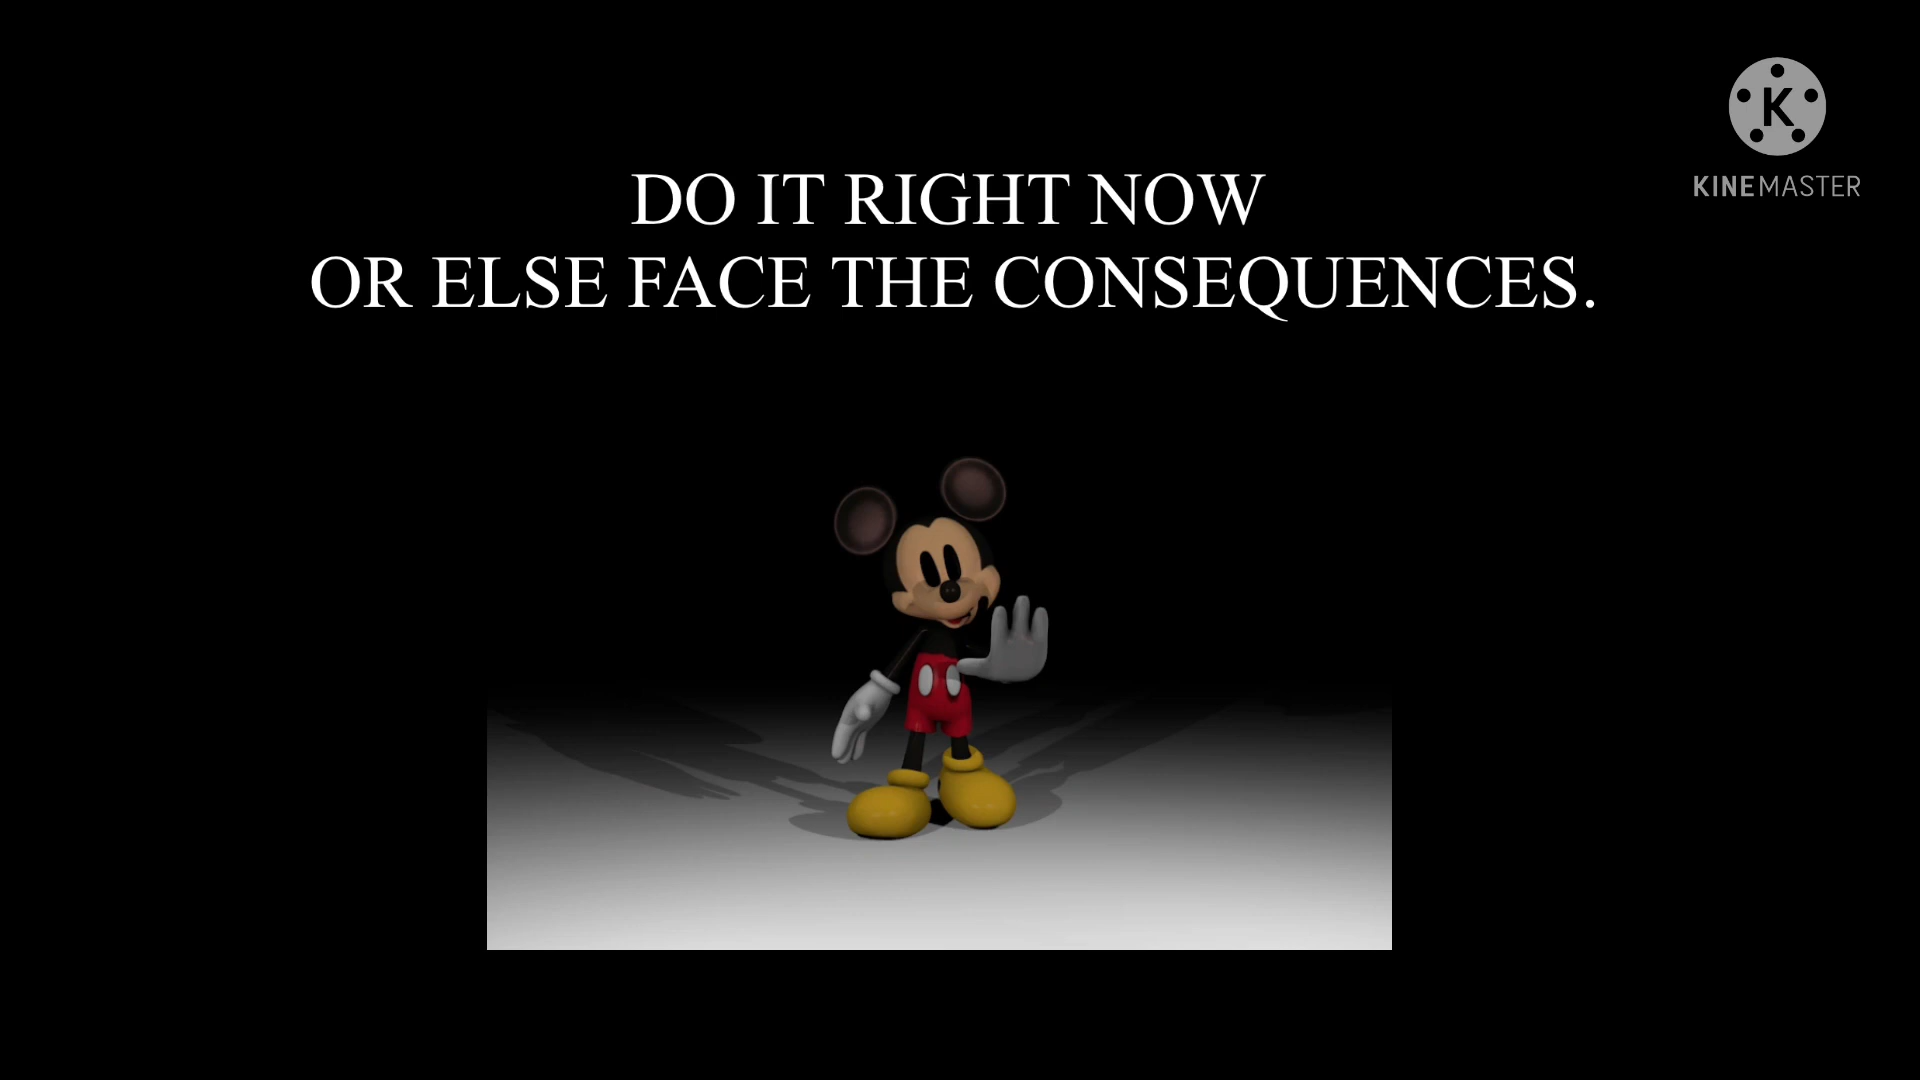 K
KINEMASTER
DO IT RIGHT NOW
OR ELSE FACE THE CONSEQUENCES.